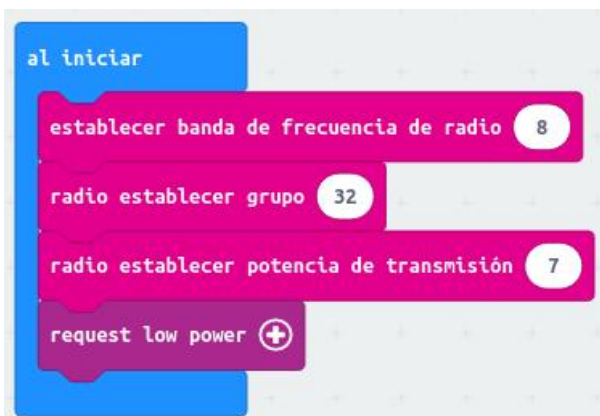 al iniciar
establecer banda de frecuencia de radio 8
radio establecer grupo 32
radio establecer potencia de transmisión 7
request low power